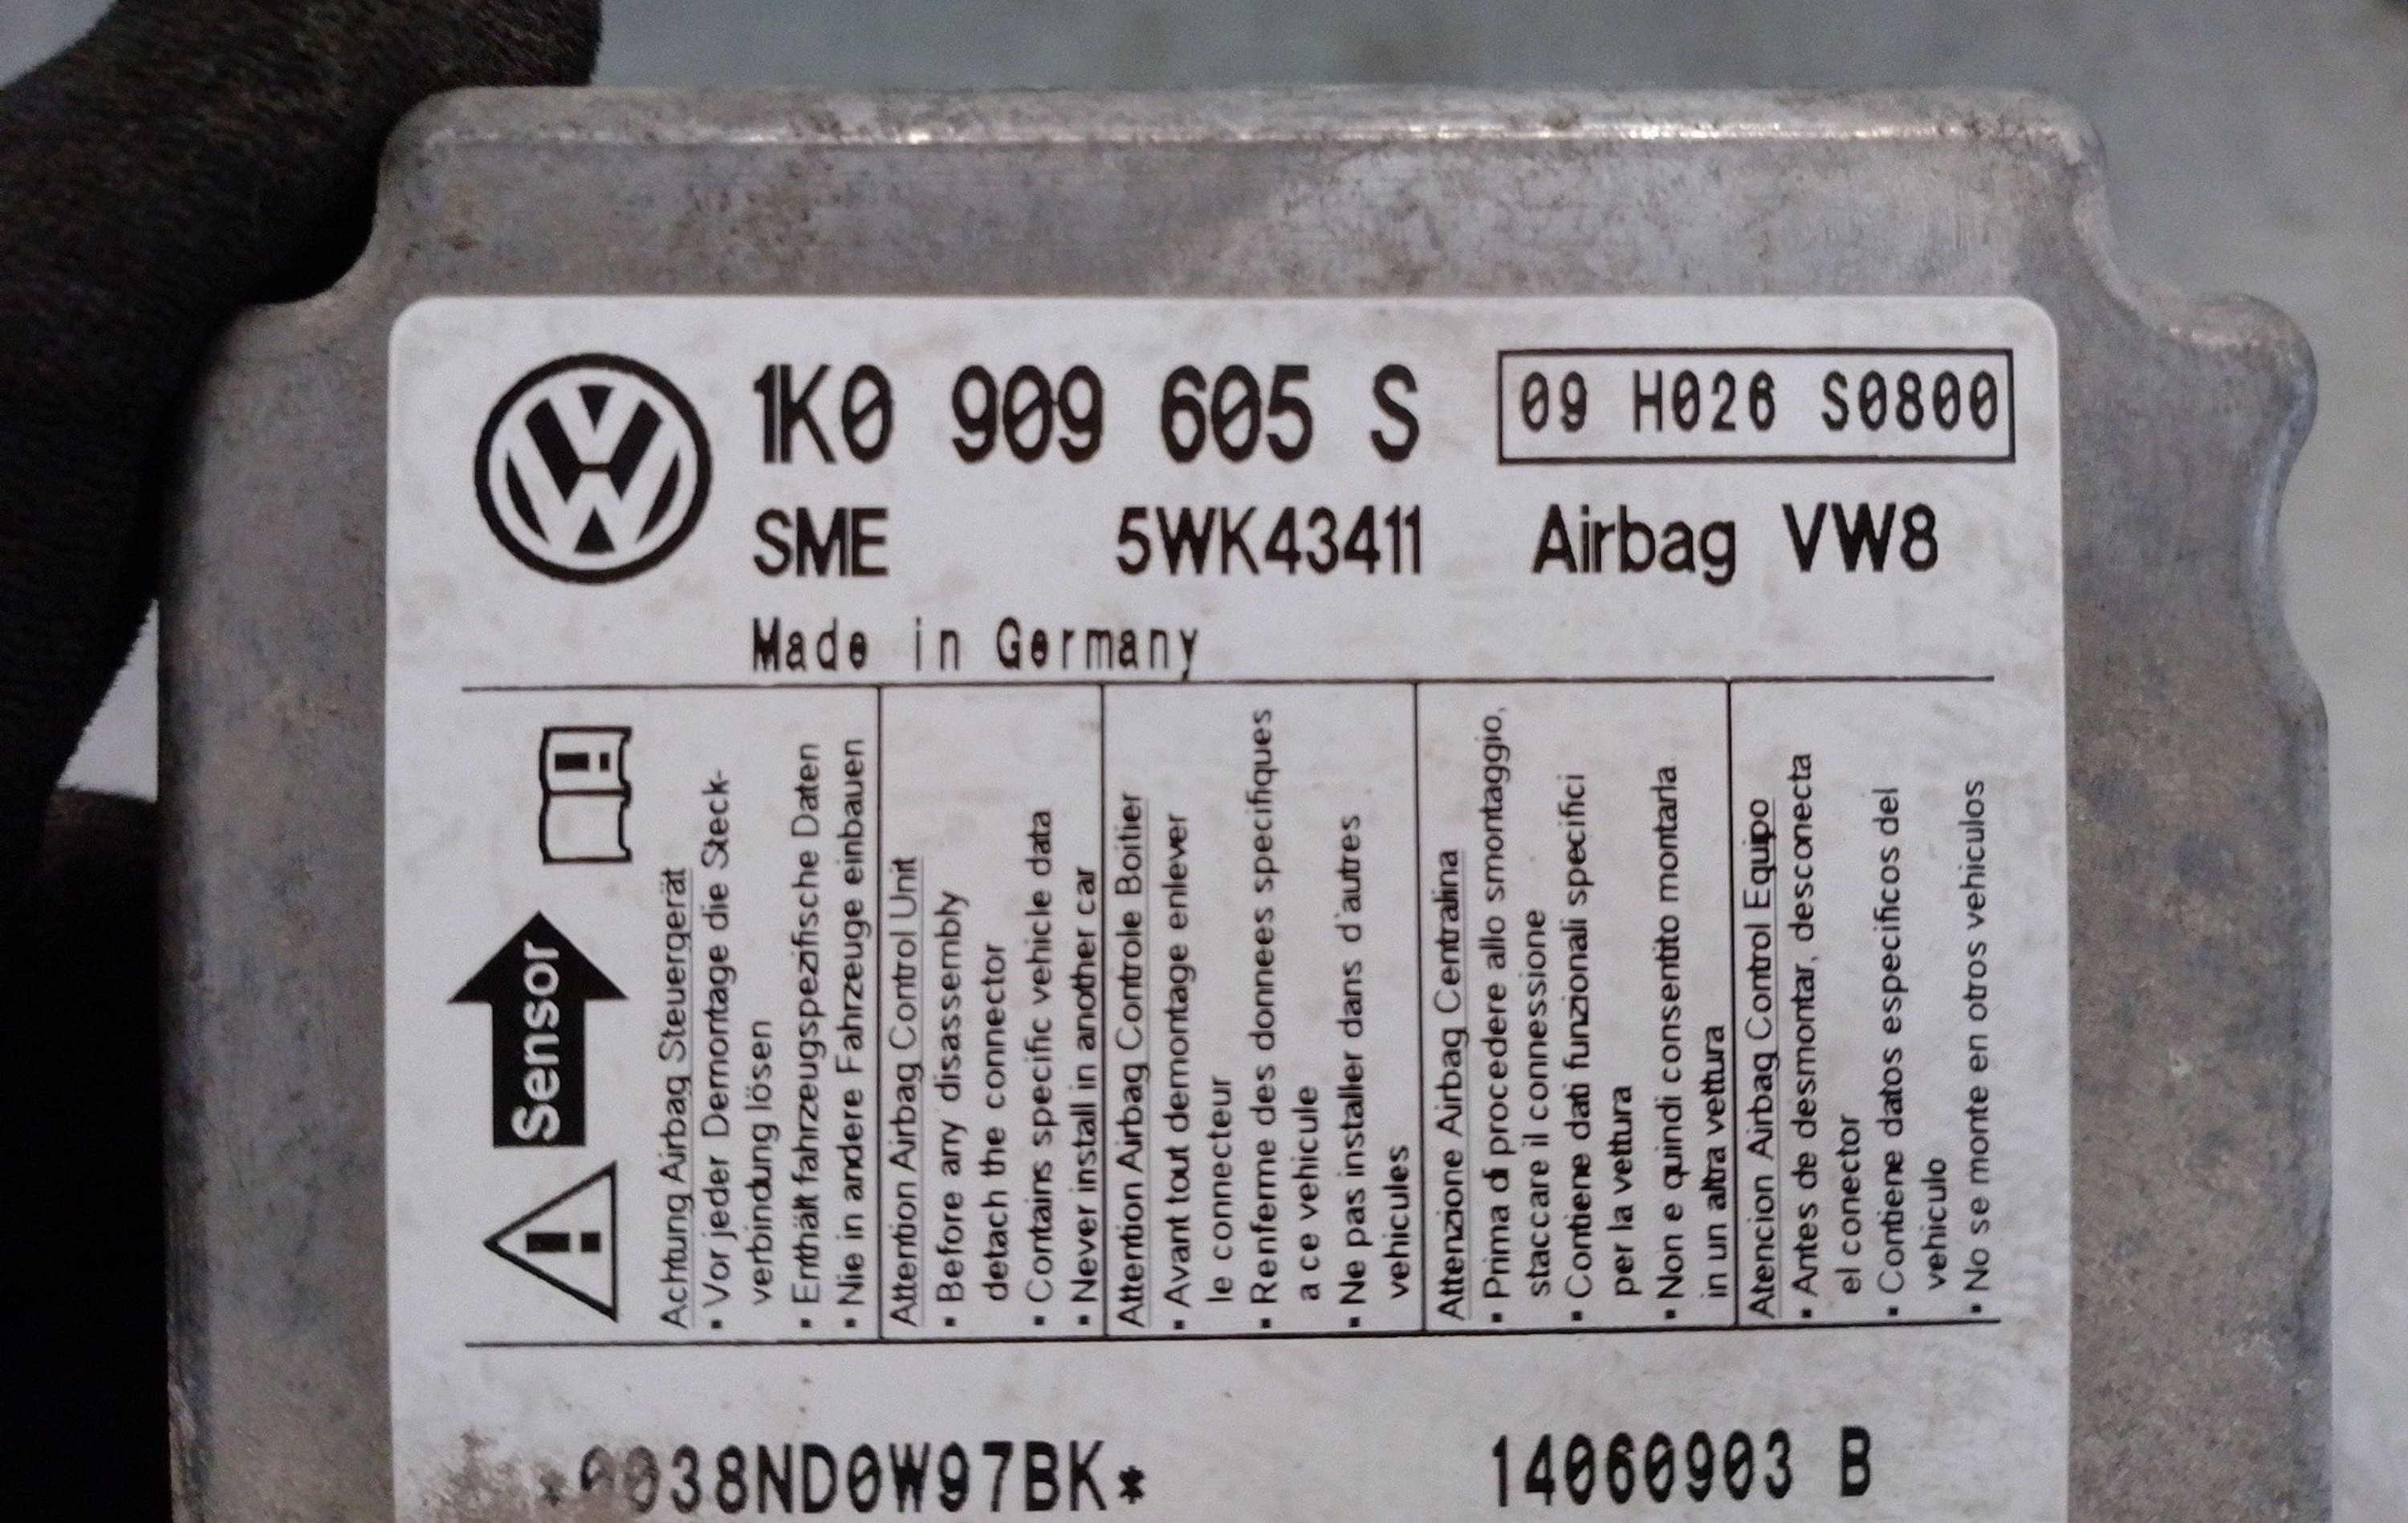 1K0 909 605 S
09 H026 S0800
SME 5WK43411 Airbag VW8
Made in Germany
Sensor
Achtung Airbag Steuergerät
• Vor jeder Demontage die Steck-
verbindung lösen
• Enthält fahrzeugspezifische Daten
• Nie in andere Fahrzeuge einbauen
Attention Airbag Control Unit
• Before any disassembly
detach the connector
• Contains specific vehicle data
• Never install in another car
Attention Airbag Controle Boitier
• Avant tout demontage enlever
le connecteur
• Renferme des donnees specifiques
a ce vehicule
• Ne pas installer dans d'autres
vehicules
Attenzione Airbag Centralina
• Prima di procedere allo smontaggio,
staccare il connessione
• Contiene dati funzionali specifici
per la vettura
• Non e quindi consentito montarla
in un altra vettura
Atencion Airbag Control Equipo
• Antes de desmontar, desconecta
el conector
• Contiene datos especificos del
vehiculo
• No se monte en otros vehiculos
*0038ND0W97BK* 14060903 B